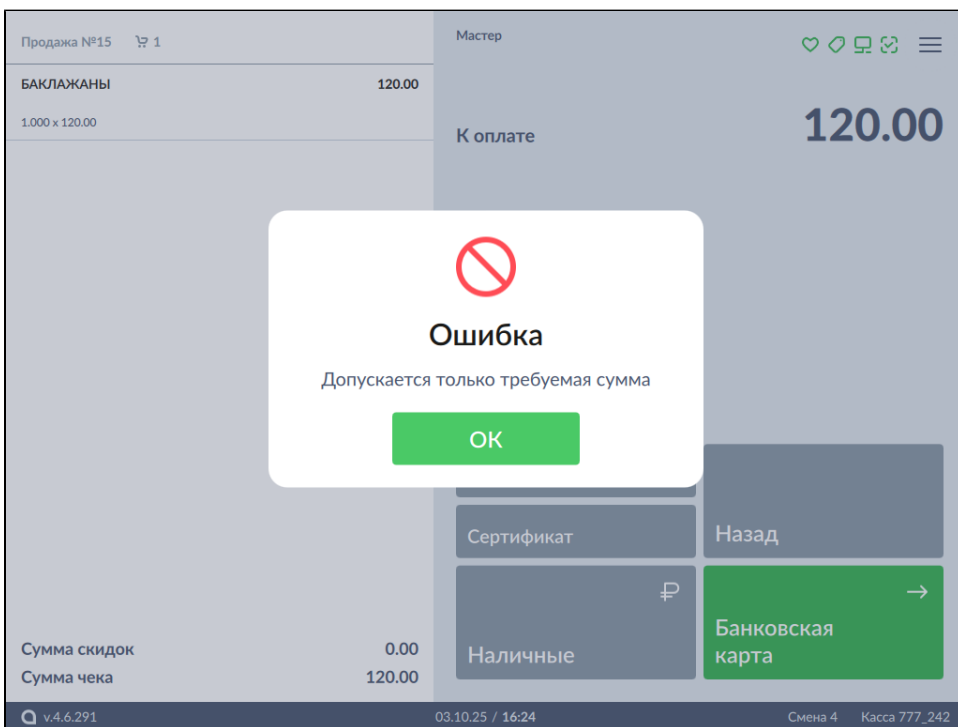 Продажа №15 1
Мастер
БАКЛАЖАНЫ 120.00
1.000 x 120.00
К оплате 120.00
Ошибка
Допускается только требуемая сумма
ОК
Сертификат
Назад
₽
Наличные
Банковская
карта
Сумма скидок 0.00
Сумма чека 120.00
v.4.6.291 03.10.25 / 16:24 Смена 4 Касса 777_242